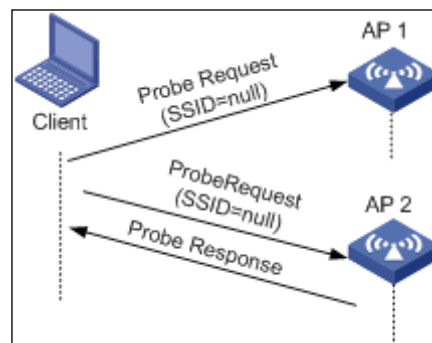 AP 1
Probe Request
(SSID=null)
Client
ProbeRequest
(SSID=null)
AP 2
Probe Response